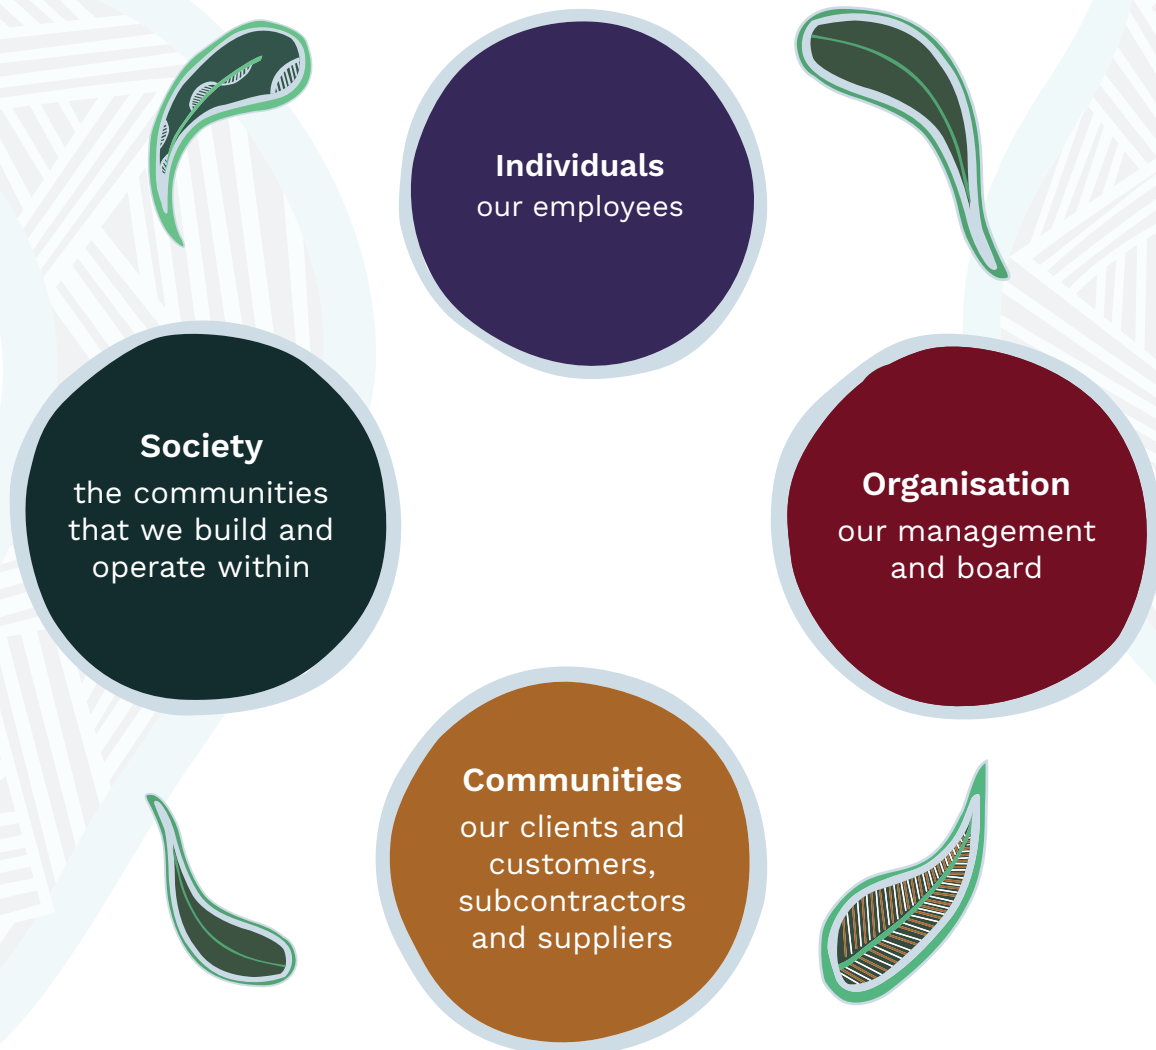 Individuals
our employees
Society
the communities
that we build and
operate within
Organisation
our management
and board
Communities
our clients and
customers,
subcontractors
and suppliers